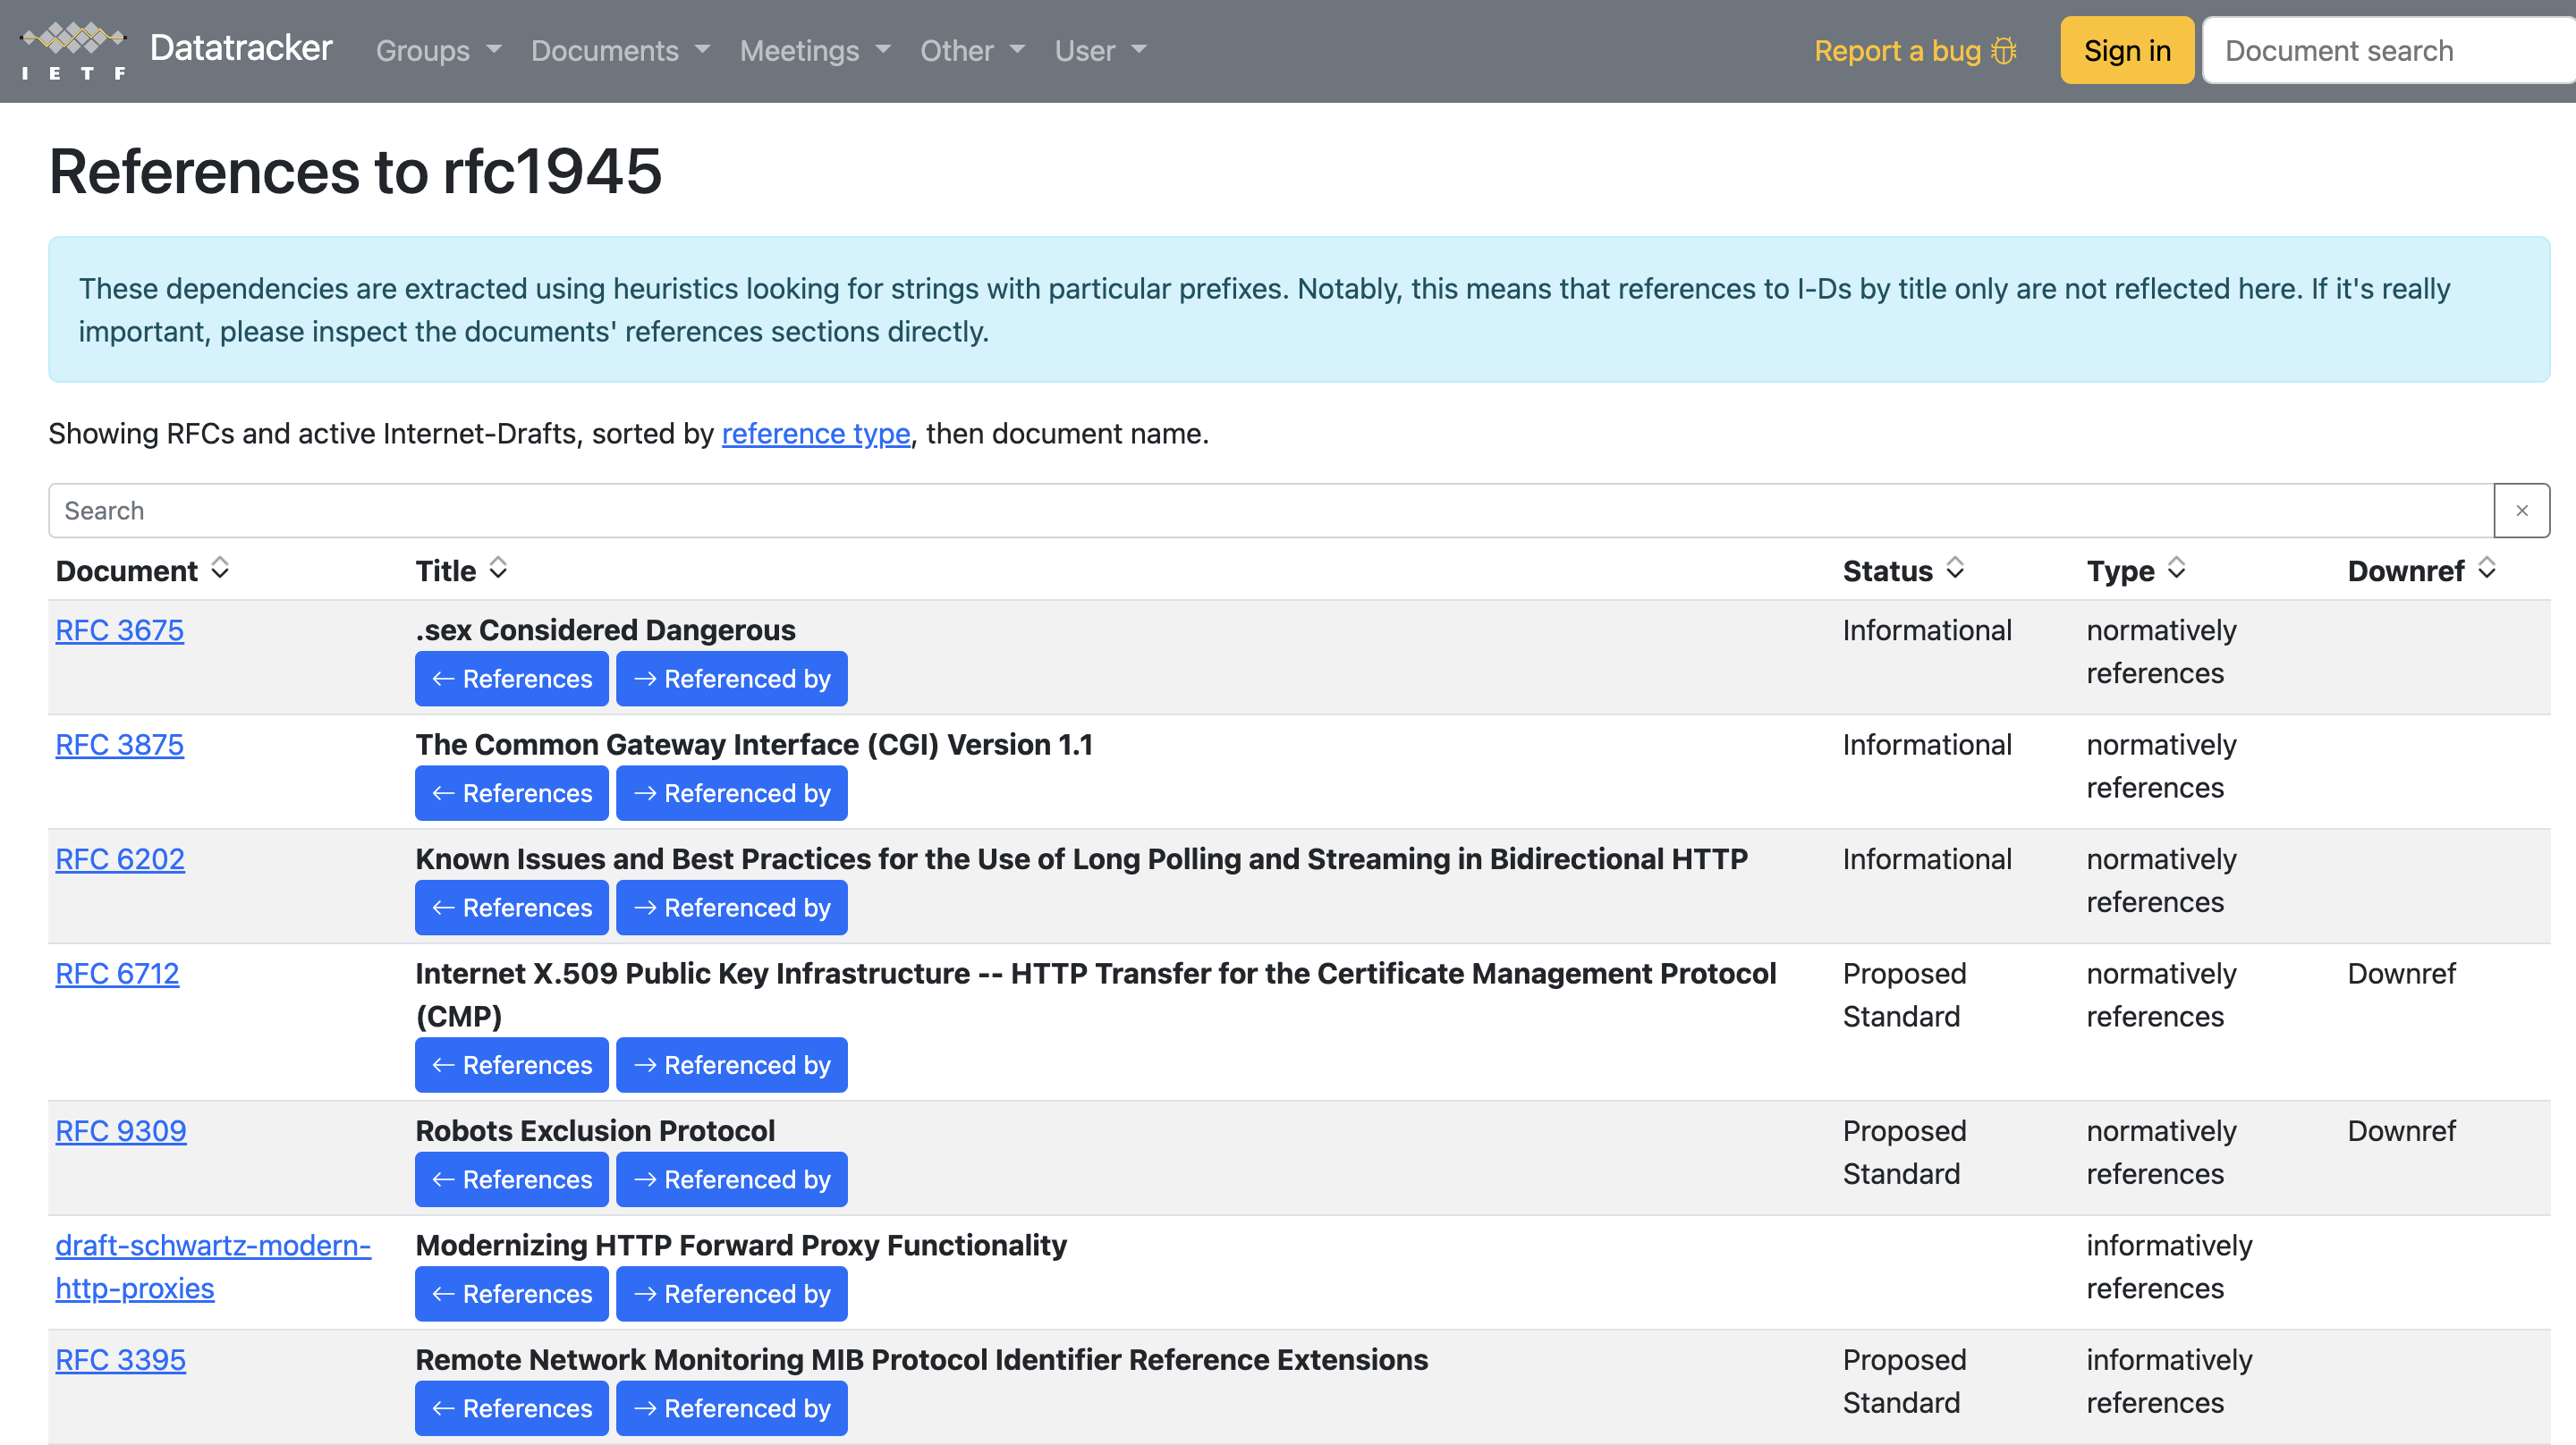 IETF
Datatracker Groups Documents Meetings Other User Report a bug Sign in Document search
References to rfc1945
These dependencies are extracted using heuristics looking for strings with particular prefixes. Notably, this means that references to I-Ds by title only are not reflected here. If it's really
important, please inspect the documents' references sections directly.
Showing RFCs and active Internet-Drafts, sorted by reference type, then document name.
Search ×
Document Title Status Type Downref
RFC 3675 .sex Considered Dangerous Informational normatively
references
← References → Referenced by
RFC 3875 The Common Gateway Interface (CGI) Version 1.1 Informational normatively
references
← References → Referenced by
RFC 6202 Known Issues and Best Practices for the Use of Long Polling and Streaming in Bidirectional HTTP Informational normatively
references
← References → Referenced by
RFC 6712 Internet X.509 Public Key Infrastructure -- HTTP Transfer for the Certificate Management Protocol Proposed normatively Downref
(CMP) Standard references
← References → Referenced by
RFC 9309 Robots Exclusion Protocol Proposed normatively Downref
Standard references
← References → Referenced by
draft-schwartz-modern- Modernizing HTTP Forward Proxy Functionality informatively
http-proxies references
← References → Referenced by
RFC 3395 Remote Network Monitoring MIB Protocol Identifier Reference Extensions Proposed informatively
Standard references
← References → Referenced by